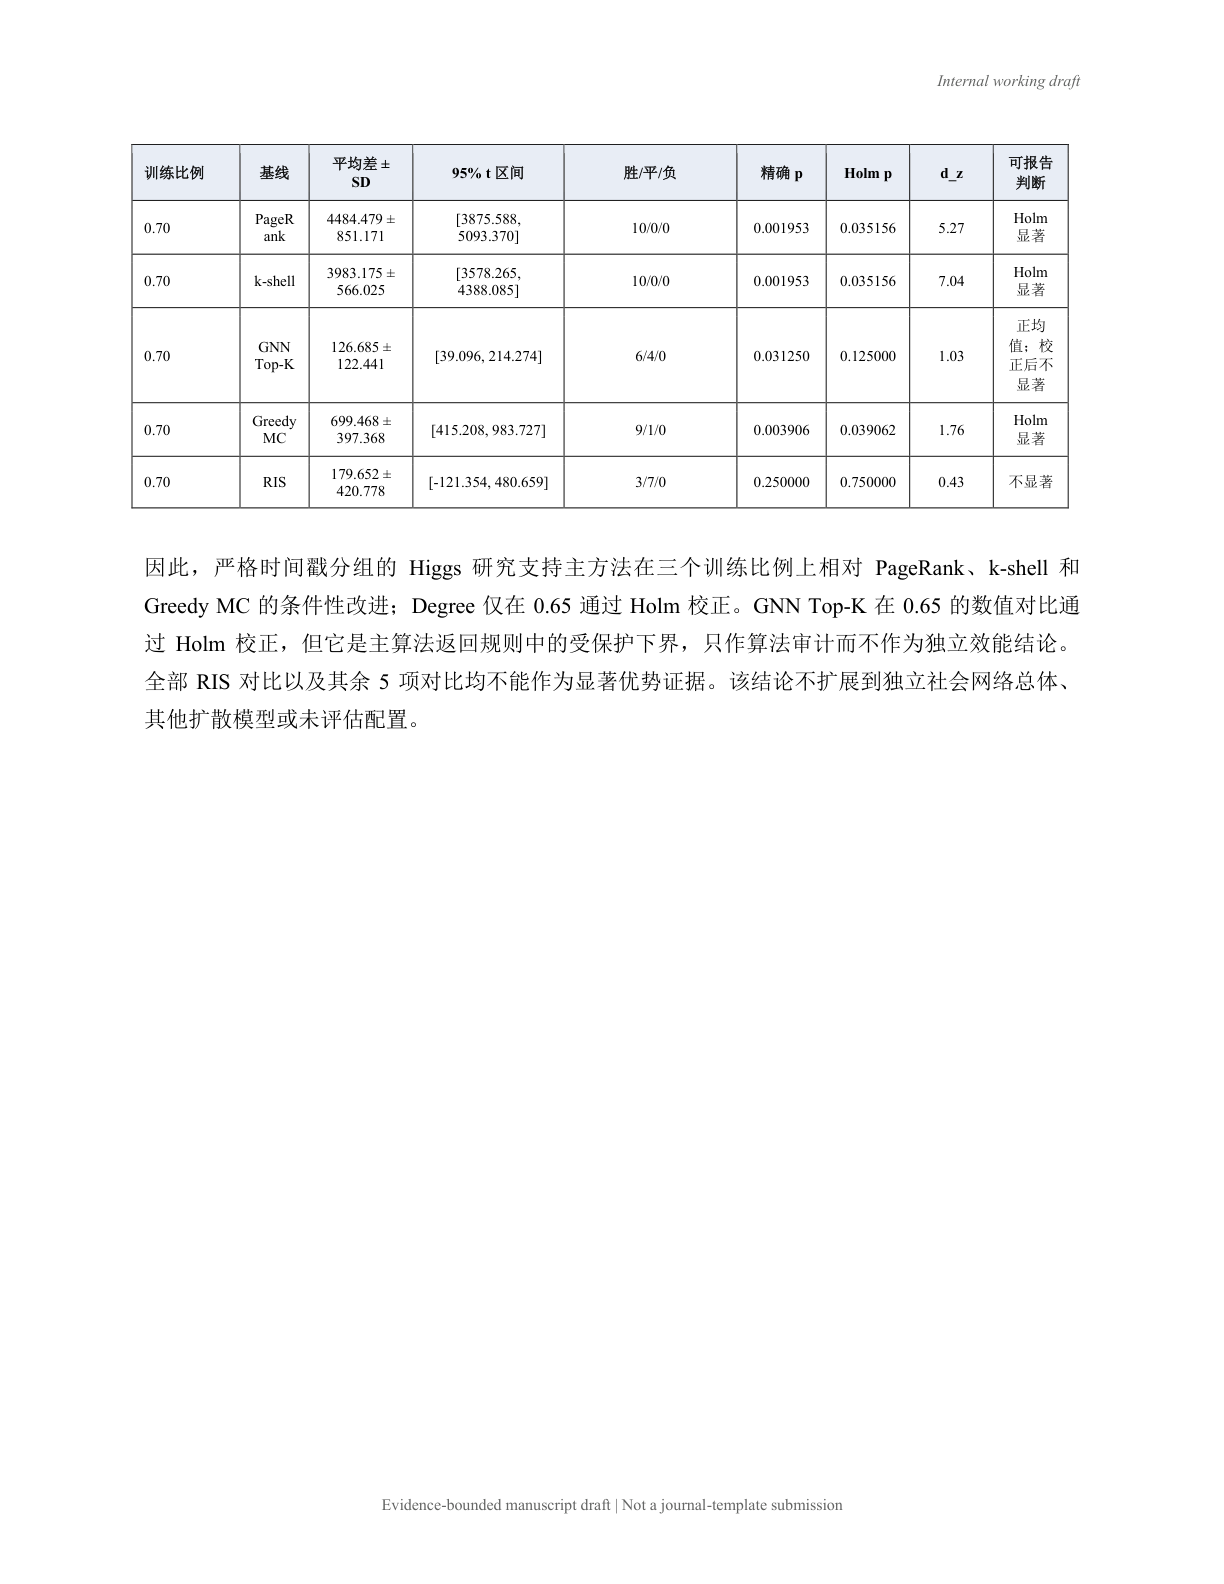 Internal working draft
训练比例 基线 平均差 ± SD 95% t 区间 胜/平/负 精确 p Holm p d_z 可报告判断
0.70 PageRank 4484.479 ± 851.171 [3875.588, 5093.370] 10/0/0 0.001953 0.035156 5.27 Holm 显著
0.70 k-shell 3983.175 ± 566.025 [3578.265, 4388.085] 10/0/0 0.001953 0.035156 7.04 Holm 显著
0.70 GNN Top-K 126.685 ± 122.441 [39.096, 214.274] 6/4/0 0.031250 0.125000 1.03 正均值；校正后不显著
0.70 Greedy MC 699.468 ± 397.368 [415.208, 983.727] 9/1/0 0.003906 0.039062 1.76 Holm 显著
0.70 RIS 179.652 ± 420.778 [-121.354, 480.659] 3/7/0 0.250000 0.750000 0.43 不显著
因此，严格时间戳分组的 Higgs 研究支持主方法在三个训练比例上相对 PageRank、k-shell 和
Greedy MC 的条件性改进；Degree 仅在 0.65 通过 Holm 校正。GNN Top-K 在 0.65 的数值对比通
过 Holm 校正，但它是主算法返回规则中的受保护下界，只作算法审计而不作为独立效能结论。
全部 RIS 对比以及其余 5 项对比均不能作为显著优势证据。该结论不扩展到独立社会网络总体、
其他扩散模型或未评估配置。
Evidence-bounded manuscript draft | Not a journal-template submission